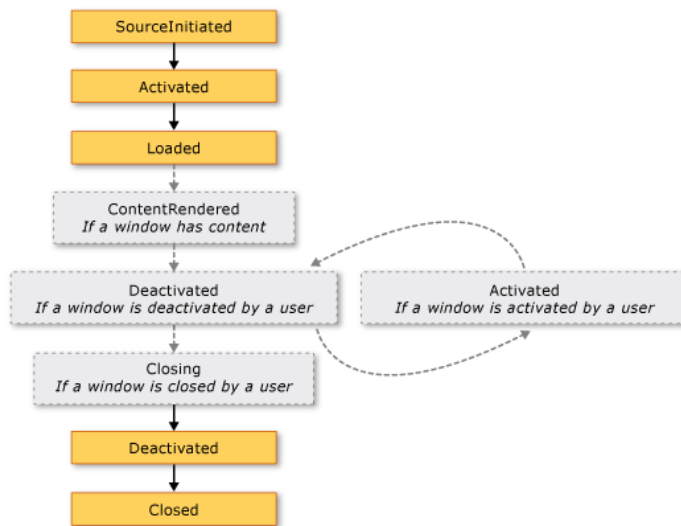 SourceInitiated
Activated
Loaded
ContentRendered
If a window has content
Deactivated
If a window is deactivated by a user
Activated
If a window is activated by a user
Closing
If a window is closed by a user
Deactivated
Closed